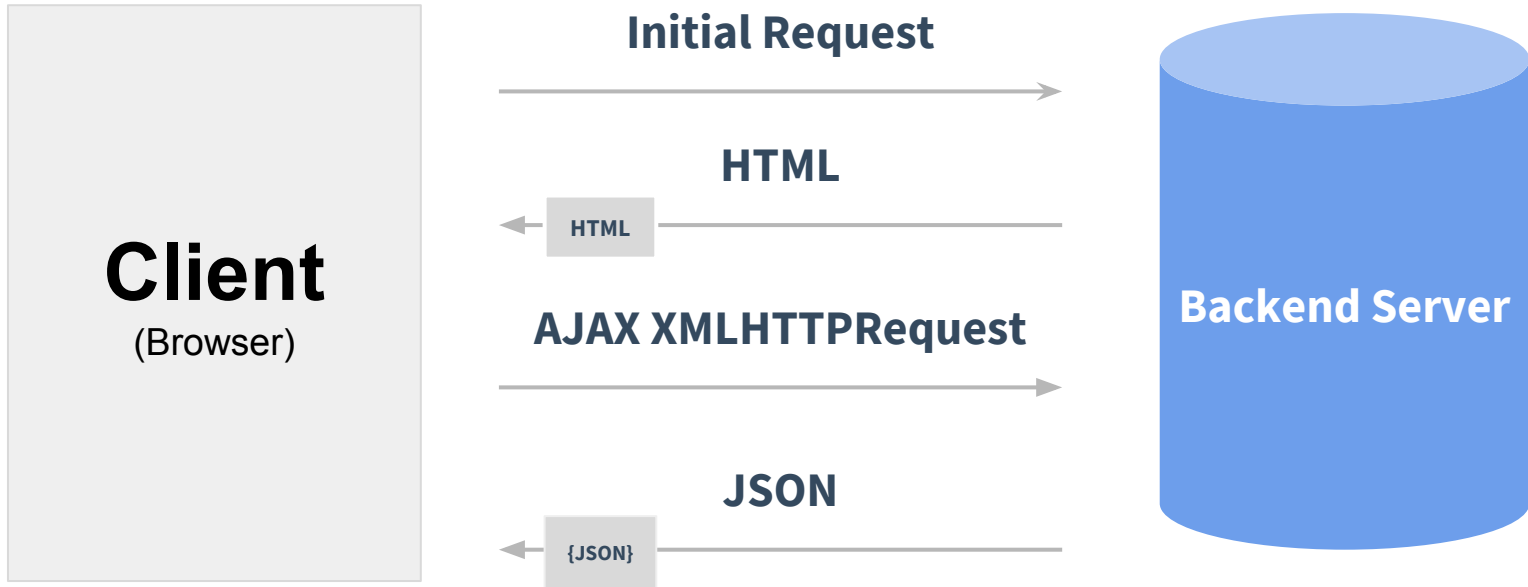 Client
(Browser)
Initial Request
HTML
HTML
AJAX XMLHTTPRequest
JSON
{JSON}
Backend Server